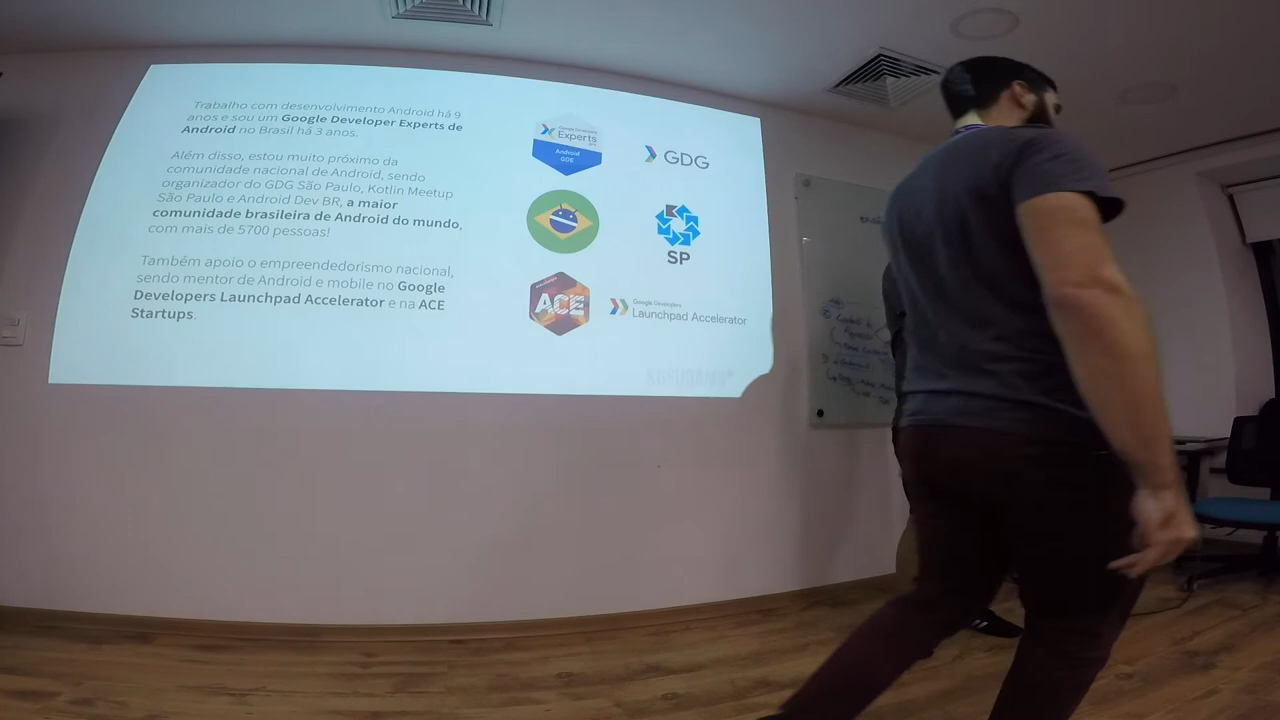 Trabalho com desenvolvimento Android há 9
anos e sou um Google Developer Experts de
Android no Brasil há 3 anos.
Além disso, estou muito próximo da
comunidade nacional de Android, sendo
organizador do GDG São Paulo, Kotlin Meetup
São Paulo e Android Dev BR, a maior
comunidade brasileira de Android do mundo,
com mais de 5700 pessoas!
Também apoio o empreendedorismo nacional,
sendo mentor de Android e mobile no Google
Developers Launchpad Accelerator e na ACE
Startups.
Google Developers
Experts
Android
GDE
GDG
SP
ACE
Google Developers
Launchpad Accelerator